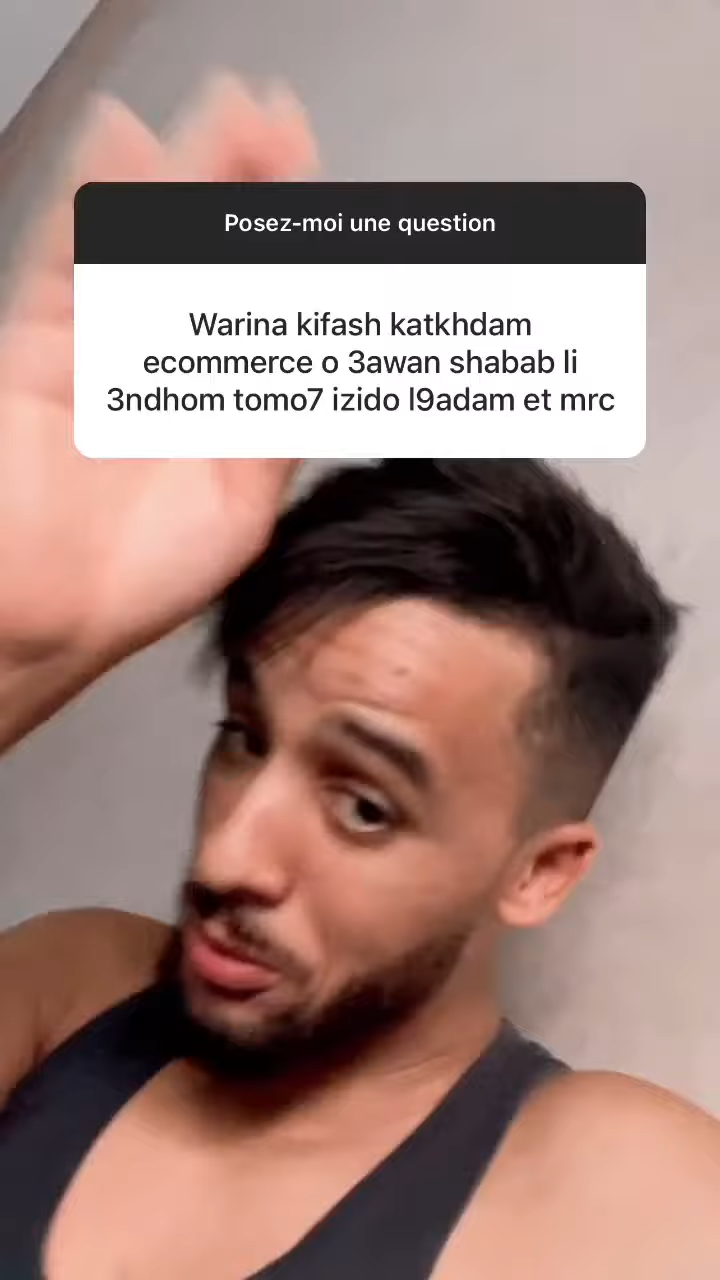 Posez-moi une question
Warina kifash katkhdam
ecommerce o 3awan shabab li
3ndhom tomo7 izido l9adam et mrc